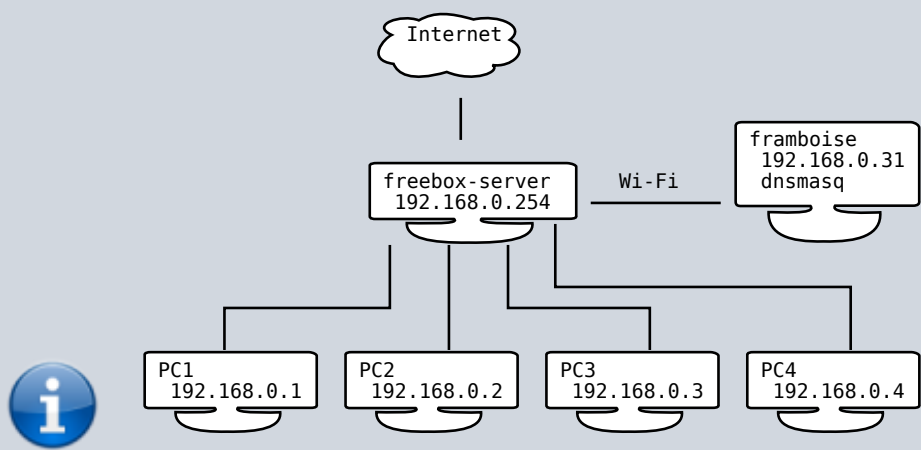 Internet
framboise
192.168.0.31
dnsmasq
freebox-server
192.168.0.254
Wi-Fi
PC1
192.168.0.1
PC2
192.168.0.2
PC3
192.168.0.3
PC4
192.168.0.4
i